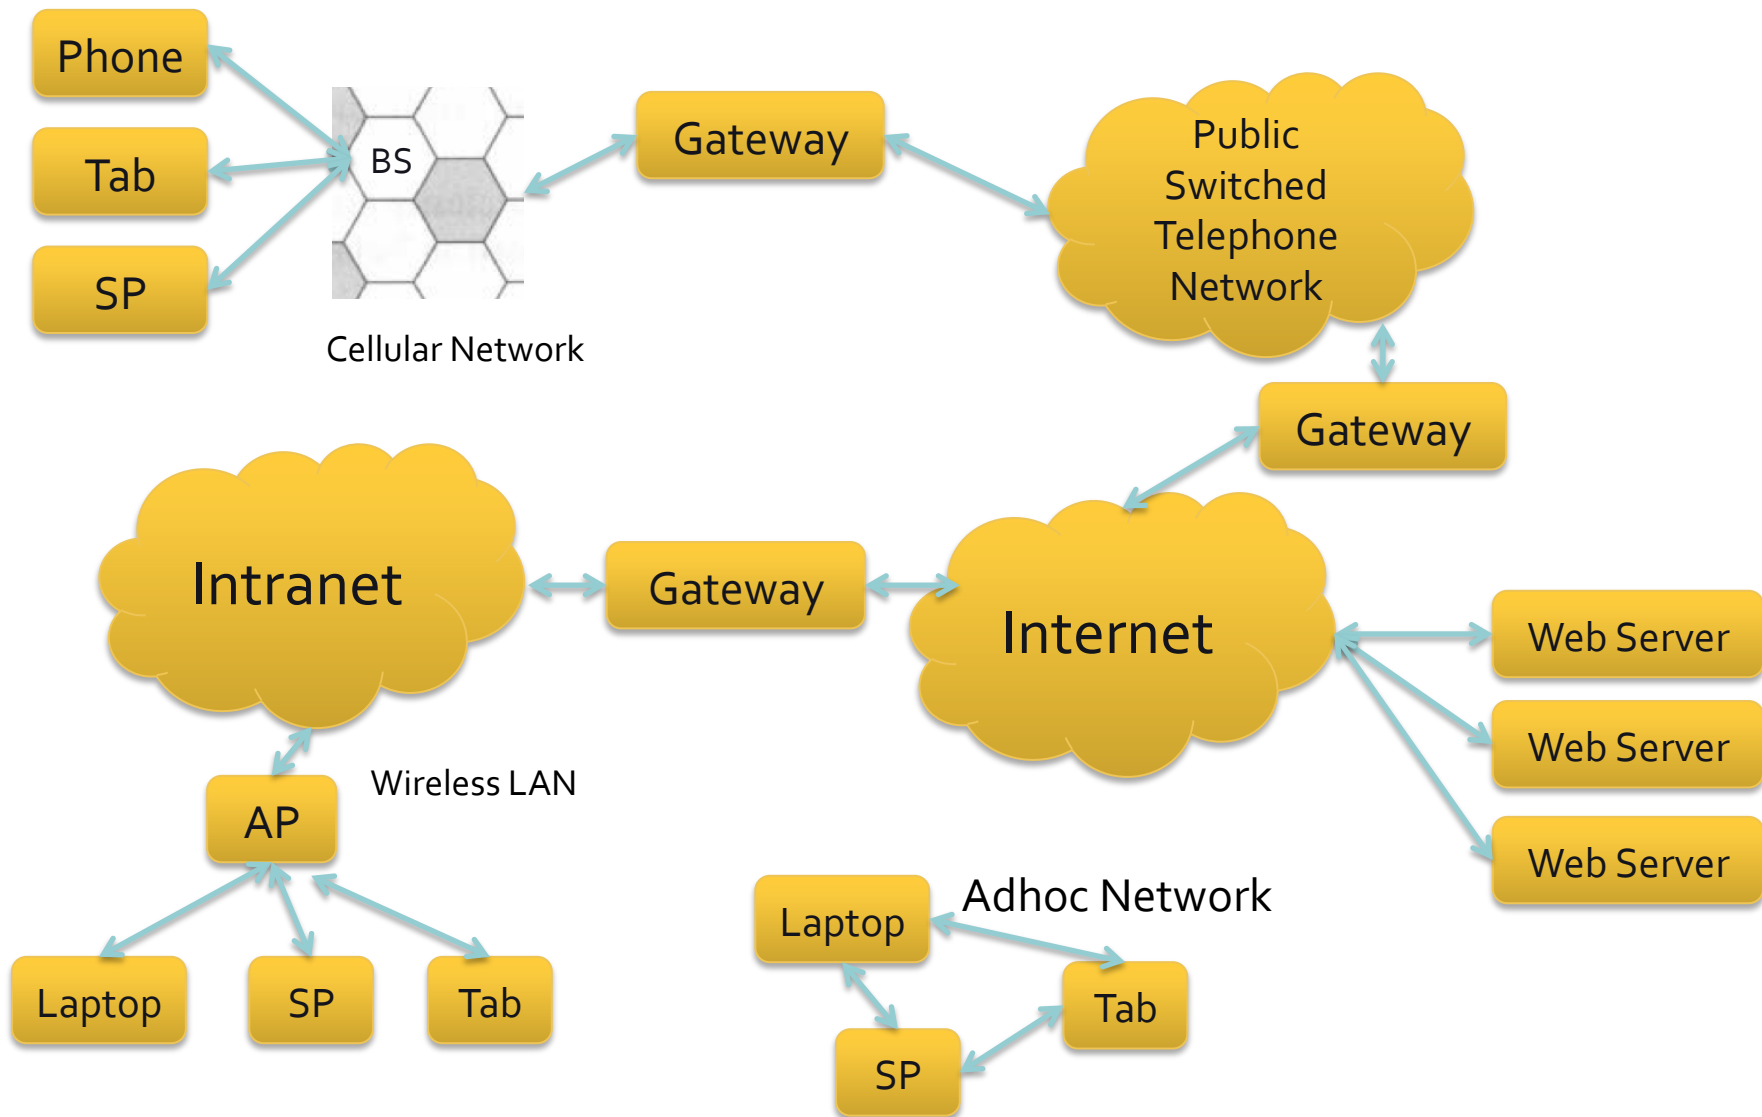 Phone
Tab
SP
BS
Cellular Network
Gateway
Public
Switched
Telephone
Network
Gateway
Intranet
Gateway
Internet
Web Server
Web Server
Web Server
Wireless LAN
AP
Laptop
SP
Tab
Adhoc Network
Laptop
Tab
SP